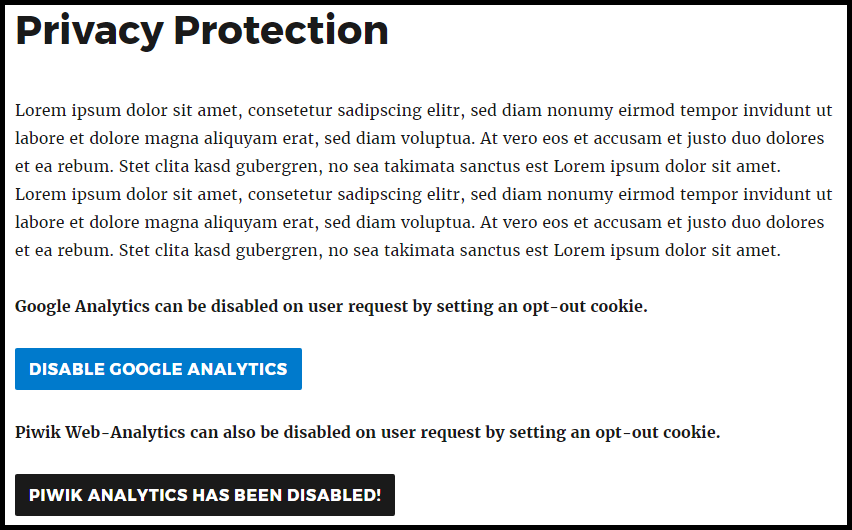 Privacy Protection
Lorem ipsum dolor sit amet, consetetur sadipscing elitr, sed diam nonumy eirmod tempor invidunt ut
labore et dolore magna aliquyam erat, sed diam voluptua. At vero eos et accusam et justo duo dolores
et ea rebum. Stet clita kasd gubergren, no sea takimata sanctus est Lorem ipsum dolor sit amet.
Lorem ipsum dolor sit amet, consetetur sadipscing elitr, sed diam nonumy eirmod tempor invidunt ut
labore et dolore magna aliquyam erat, sed diam voluptua. At vero eos et accusam et justo duo dolores
et ea rebum. Stet clita kasd gubergren, no sea takimata sanctus est Lorem ipsum dolor sit amet.
Google Analytics can be disabled on user request by setting an opt-out cookie.
DISABLE GOOGLE ANALYTICS
Piwik Web-Analytics can also be disabled on user request by setting an opt-out cookie.
PIWIK ANALYTICS HAS BEEN DISABLED!